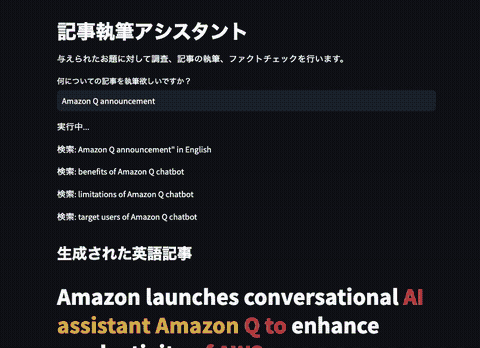 記事執筆アシスタント
与えられたお題に対して調査、記事の執筆、ファクトチェックを行います。
何についての記事を執筆欲しいですか？
Amazon Q announcement
実行中...
検索: Amazon Q announcement" in English
検索: benefits of Amazon Q chatbot
検索: limitations of Amazon Q chatbot
検索: target users of Amazon Q chatbot
生成された英語記事
Amazon launches conversational AI
assistant Amazon Q to enhance